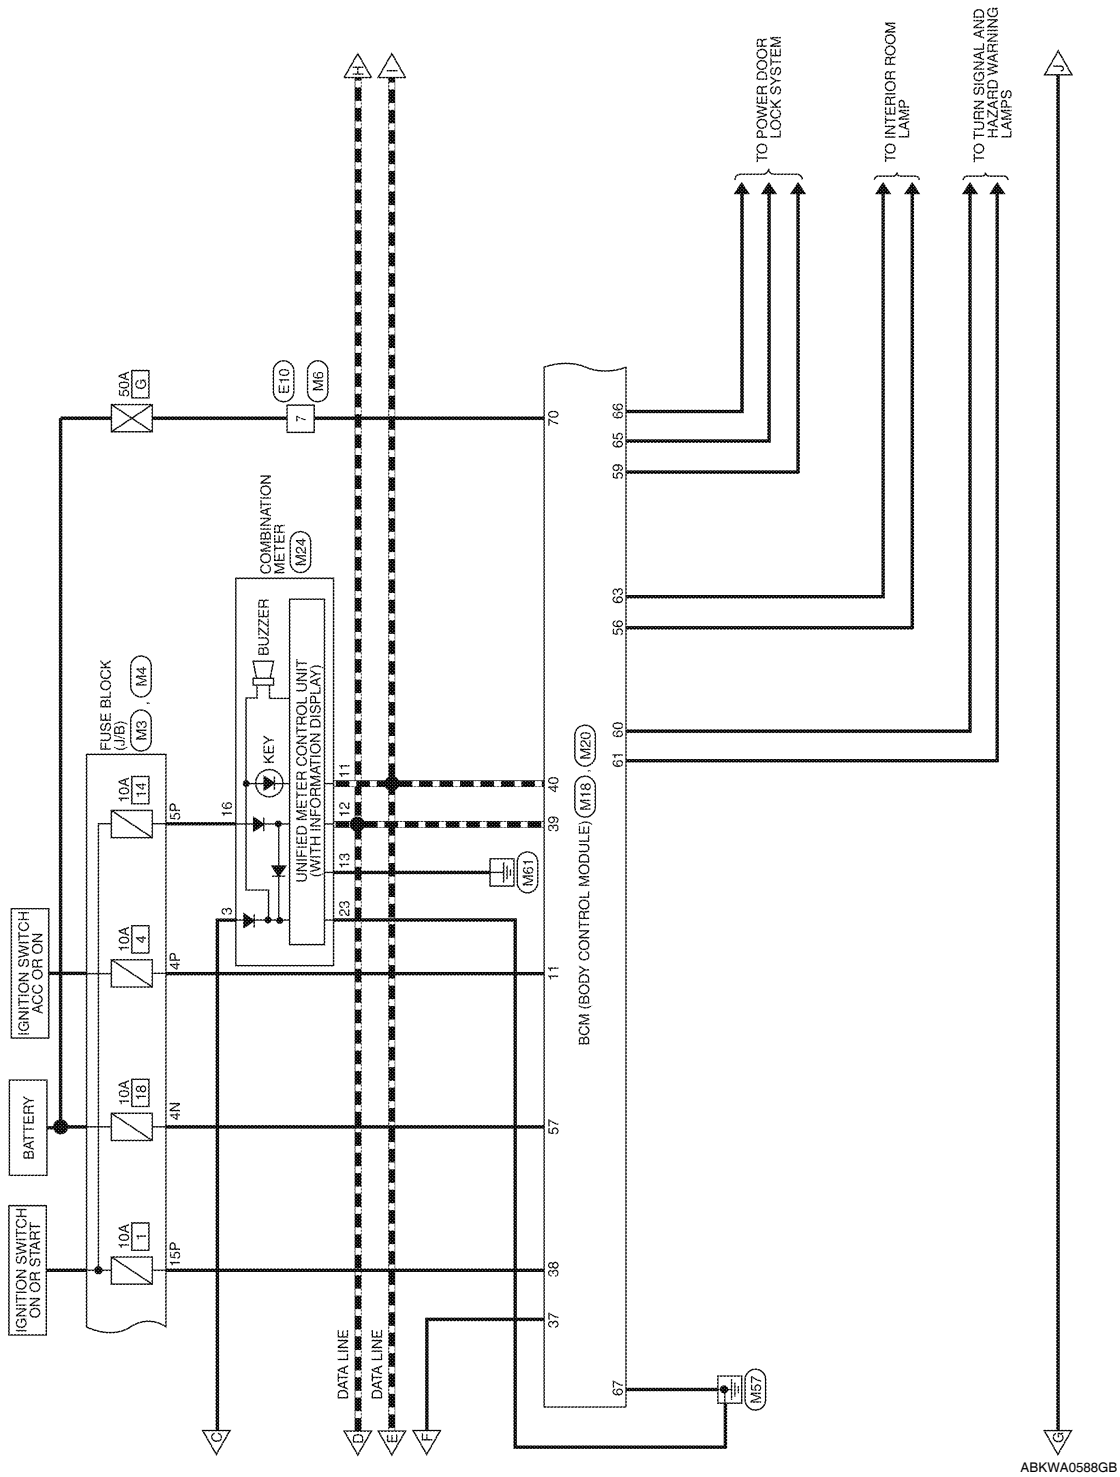 IGNITION SWITCH
ON OR START
BATTERY
IGNITION SWITCH
ACC OR ON
FUSE BLOCK
(J/B)
M3 , M4
10A
1
15P
10A
18
4N
10A
4
4P
10A
14
5P
50A
G
7
E10
M6
COMBINATION
METER
M24
3
16
KEY
BUZZER
UNIFIED METER CONTROL UNIT
(WITH INFORMATION DISPLAY)
23
13
12
11
M61
C
DATA LINE
D
H
DATA LINE
E
I
F
37
38
57
11
39
40
70
BCM (BODY CONTROL MODULE) M18 , M20
67
61
60
56
63
59
65
66
M57
TO POWER DOOR
LOCK SYSTEM
TO INTERIOR ROOM
LAMP
TO TURN SIGNAL AND
HAZARD WARNING
LAMPS
G
J
ABKWA0588GB